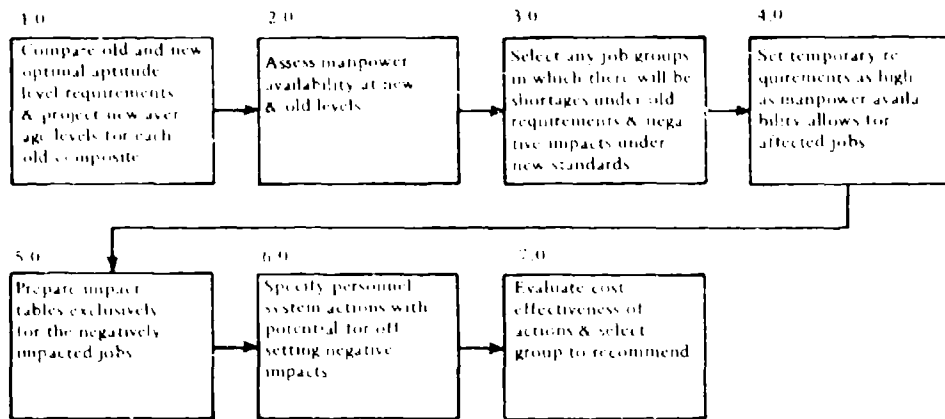 1.0
Compare old and new
optimal aptitude
level requirements
& project new aver
age levels for each
old composite
2.0
Assess manpower
availability at new
& old levels
3.0
Select any job groups
in which there will be
shortages under old
requirements & nega
tive impacts under
new standards
4.0
Set temporary re
quirements as high
as manpower availa
bility allows for
affected jobs
5.0
Prepare impact
tables exclusively
for the negatively
impacted jobs
6.0
Specify personnel
system actions with
potential for off
setting negative
impacts
7.0
Evaluate cost
effectiveness of
actions & select
group to recommend